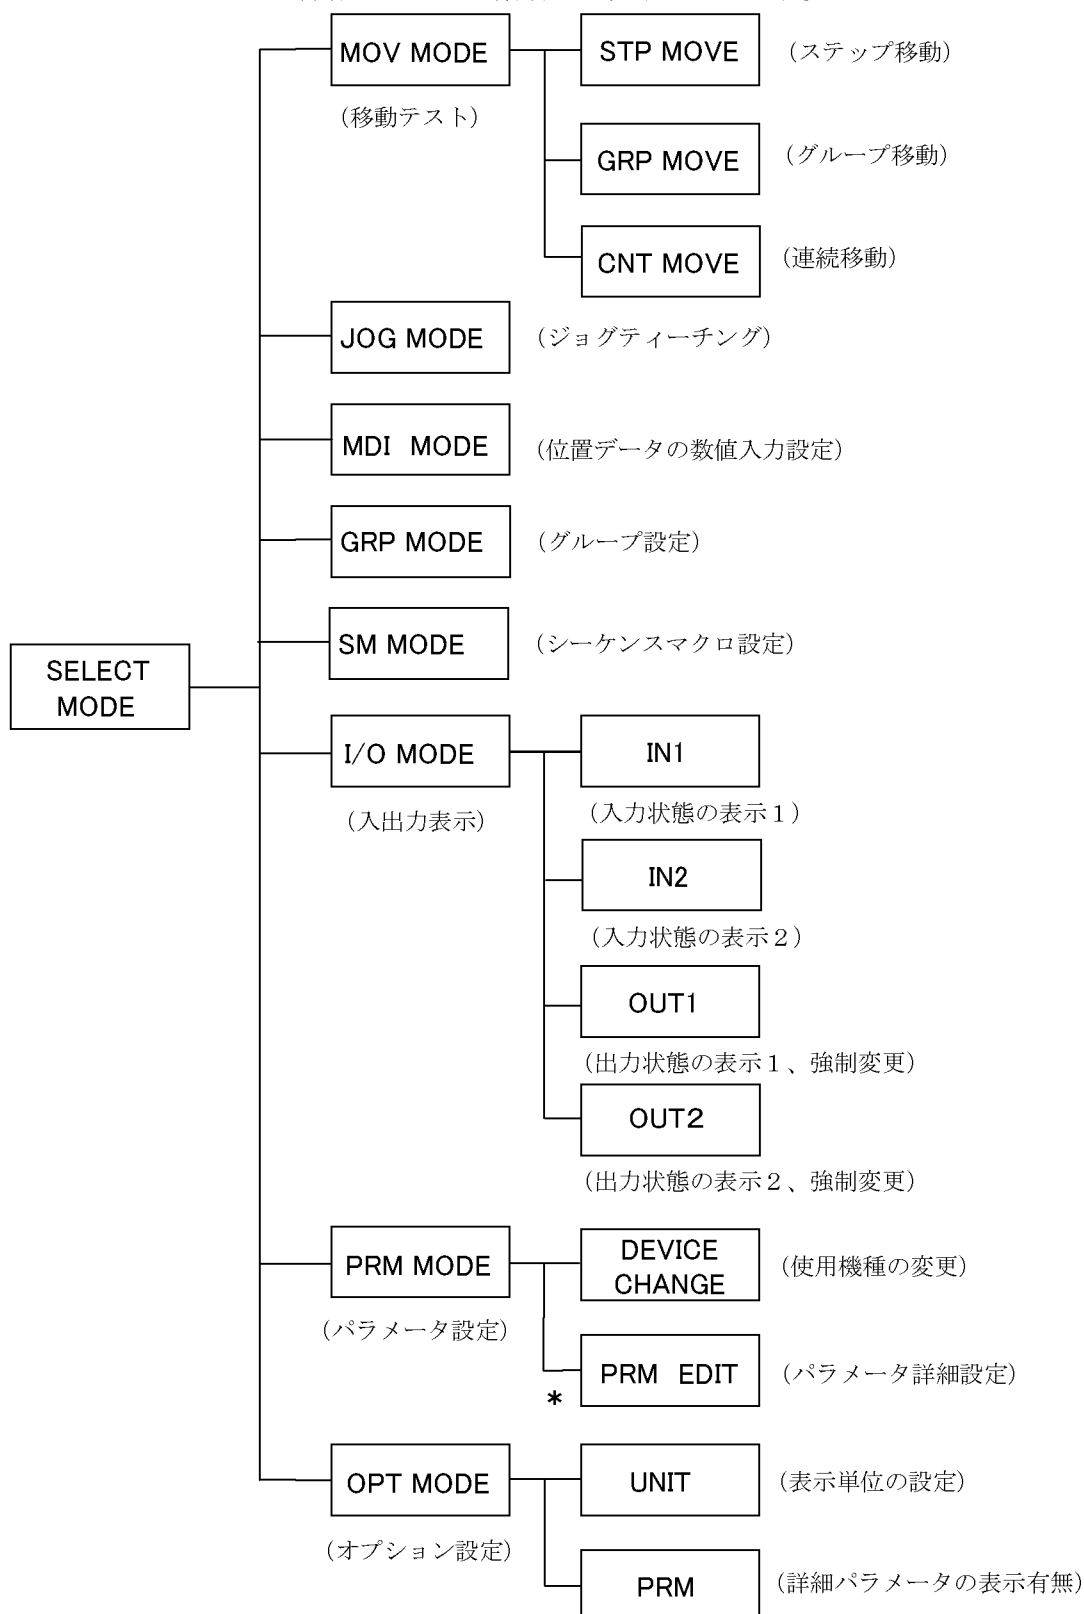 MOV MODE
STP MOVE
（ステップ移動）
（移動テスト）
GRP MOVE
（グループ移動）
CNT MOVE
（連続移動）
JOG MODE
（ジョグティーチング）
MDI MODE
（位置データの数値入力設定）
GRP MODE
（グループ設定）
SM MODE
（シーケンスマクロ設定）
SELECT
MODE
I/O MODE
IN1
（入力状態の表示１）
（入出力表示）
IN2
（入力状態の表示２）
OUT1
（出力状態の表示１、強制変更）
OUT2
（出力状態の表示２、強制変更）
PRM MODE
DEVICE
CHANGE
（使用機種の変更）
（パラメータ設定）
PRM EDIT
（パラメータ詳細設定）
*
OPT MODE
UNIT
（表示単位の設定）
（オプション設定）
PRM
（詳細パラメータの表示有無）